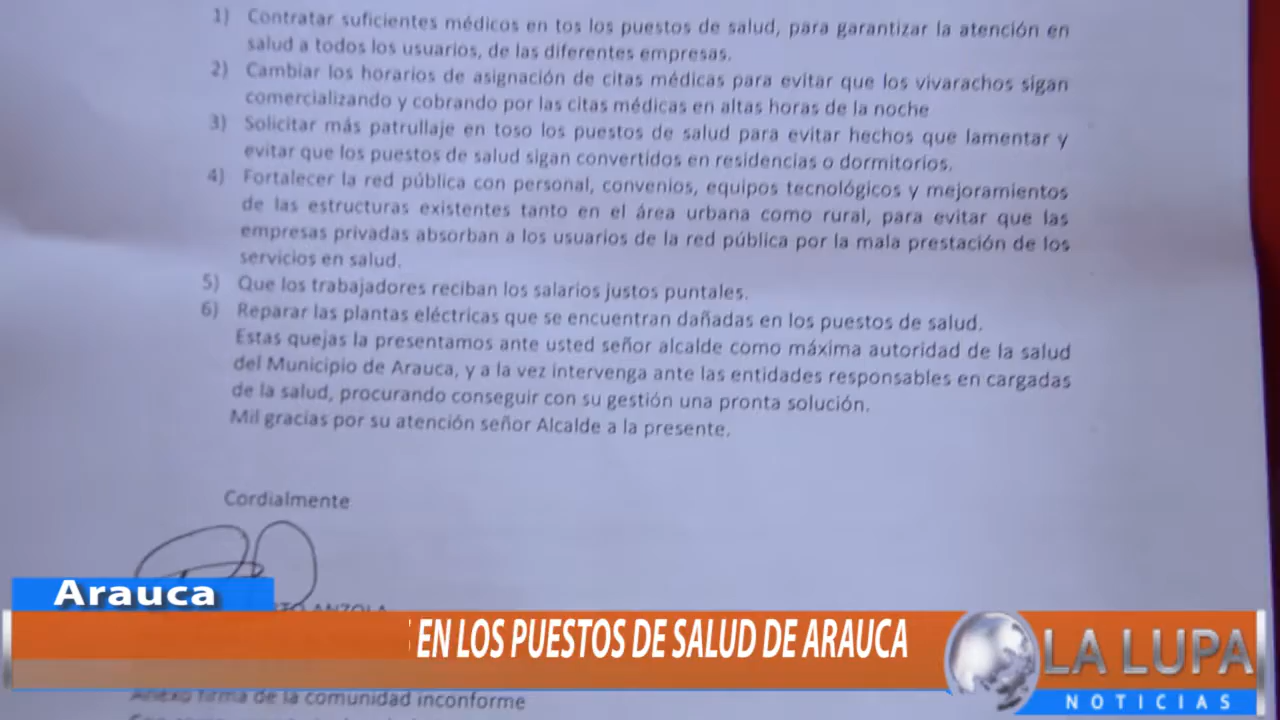 1) Contratar suficientes médicos en tos los puestos de salud, para garantizar la atención en
salud a todos los usuarios, de las diferentes empresas.
2) Cambiar los horarios de asignación de citas médicas para evitar que los vivarachos sigan
comercializando y cobrando por las citas médicas en altas horas de la noche
3) Solicitar más patrullaje en toso los puestos de salud para evitar hechos que lamentar y
evitar que los puestos de salud sigan convertidos en residencias o dormitorios.
4) Fortalecer la red pública con personal, convenios, equipos tecnológicos y mejoramientos
de las estructuras existentes tanto en el área urbana como rural, para evitar que las
empresas privadas absorban a los usuarios de la red pública por la mala prestación de los
servicios en salud.
5) Que los trabajadores reciban los salarios justos puntales.
6) Reparar las plantas eléctricas que se encuentran dañadas en los puestos de salud.
Estas quejas la presentamos ante usted señor alcalde como máxima autoridad de la salud
del Municipio de Arauca, y a la vez intervenga ante las entidades responsables en cargadas
de la salud, procurando conseguir con su gestión una pronta solución.
Mil gracias por su atención señor Alcalde a la presente.
Cordialmente
Arauca
ANZOLA
EN LOS PUESTOS DE SALUD DE ARAUCA
LA LUPA
NOTICIAS
Anexo firma de la comunidad inconforme